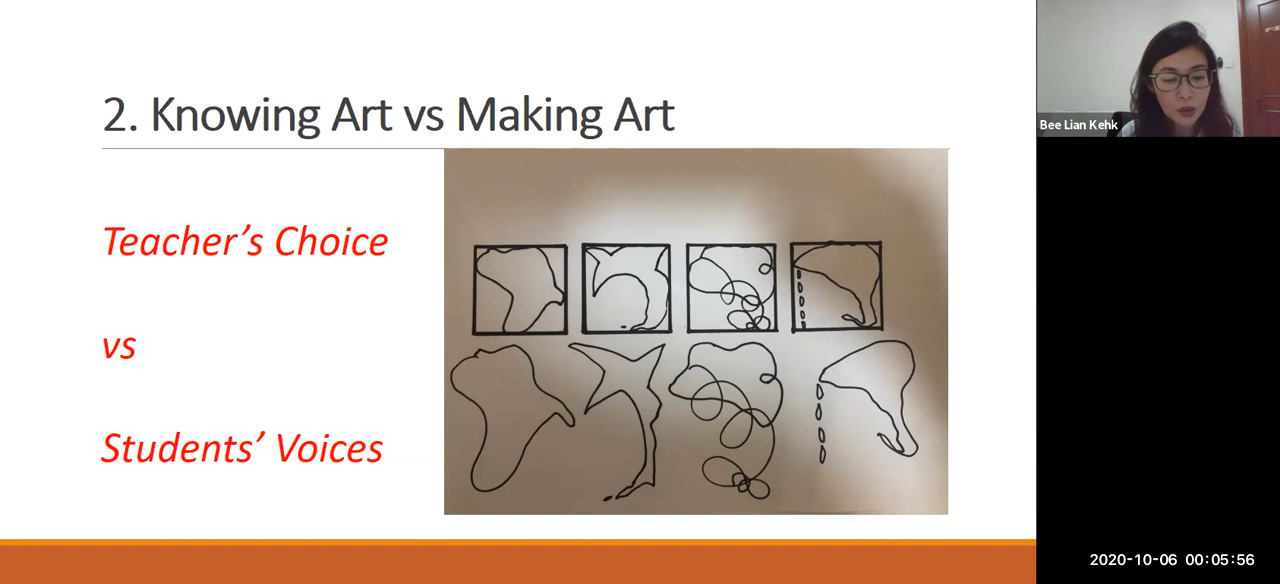 2. Knowing Art vs Making Art
Teacher's Choice
vs
Students' Voices
Bee Lian Kehk
2020-10-06 00:05:56